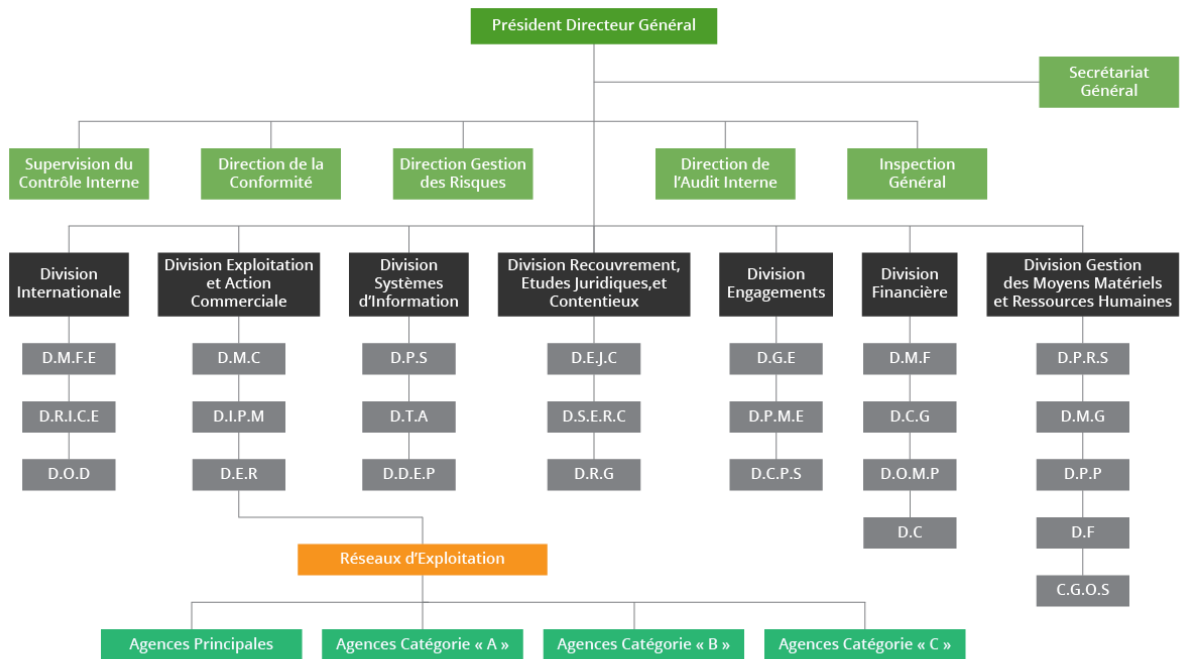 Président Directeur Général
Secrétariat
Général
Supervision du
Contrôle Interne
Direction de la
Conformité
Direction Gestion
des Risques
Direction de
l'Audit Interne
Inspection
Général
Division
Internationale
Division Exploitation
et Action
Commerciale
Division
Systèmes
d'Information
Division Recouvrement,
Etudes Juridiques,et
Contentieux
Division
Engagements
Division
Financière
Division Gestion
des Moyens Matériels
et Ressources Humaines
D.M.F.E
D.R.I.C.E
D.O.D
D.M.C
D.I.P.M
D.E.R
D.P.S
D.T.A
D.D.E.P
D.E.J.C
D.S.E.R.C
D.R.G
D.G.E
D.P.M.E
D.C.P.S
D.M.F
D.C.G
D.O.M.P
D.C
D.P.R.S
D.M.G
D.P.P
D.F
C.G.O.S
Réseaux d'Exploitation
Agences Principales
Agences Catégorie « A »
Agences Catégorie « B »
Agences Catégorie « C »